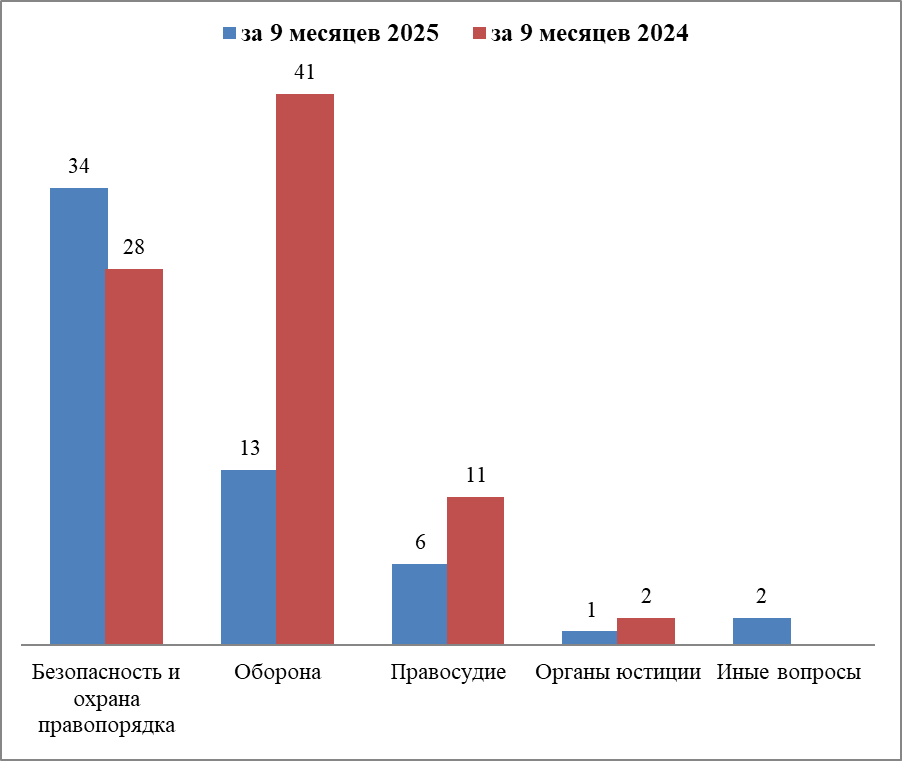 за 9 месяцев 2025 за 9 месяцев 2024
41
34
28
13
11
6
1
2
2
Безопасность и
охрана
правопорядка
Оборона
Правосудие
Органы юстиции
Иные вопросы